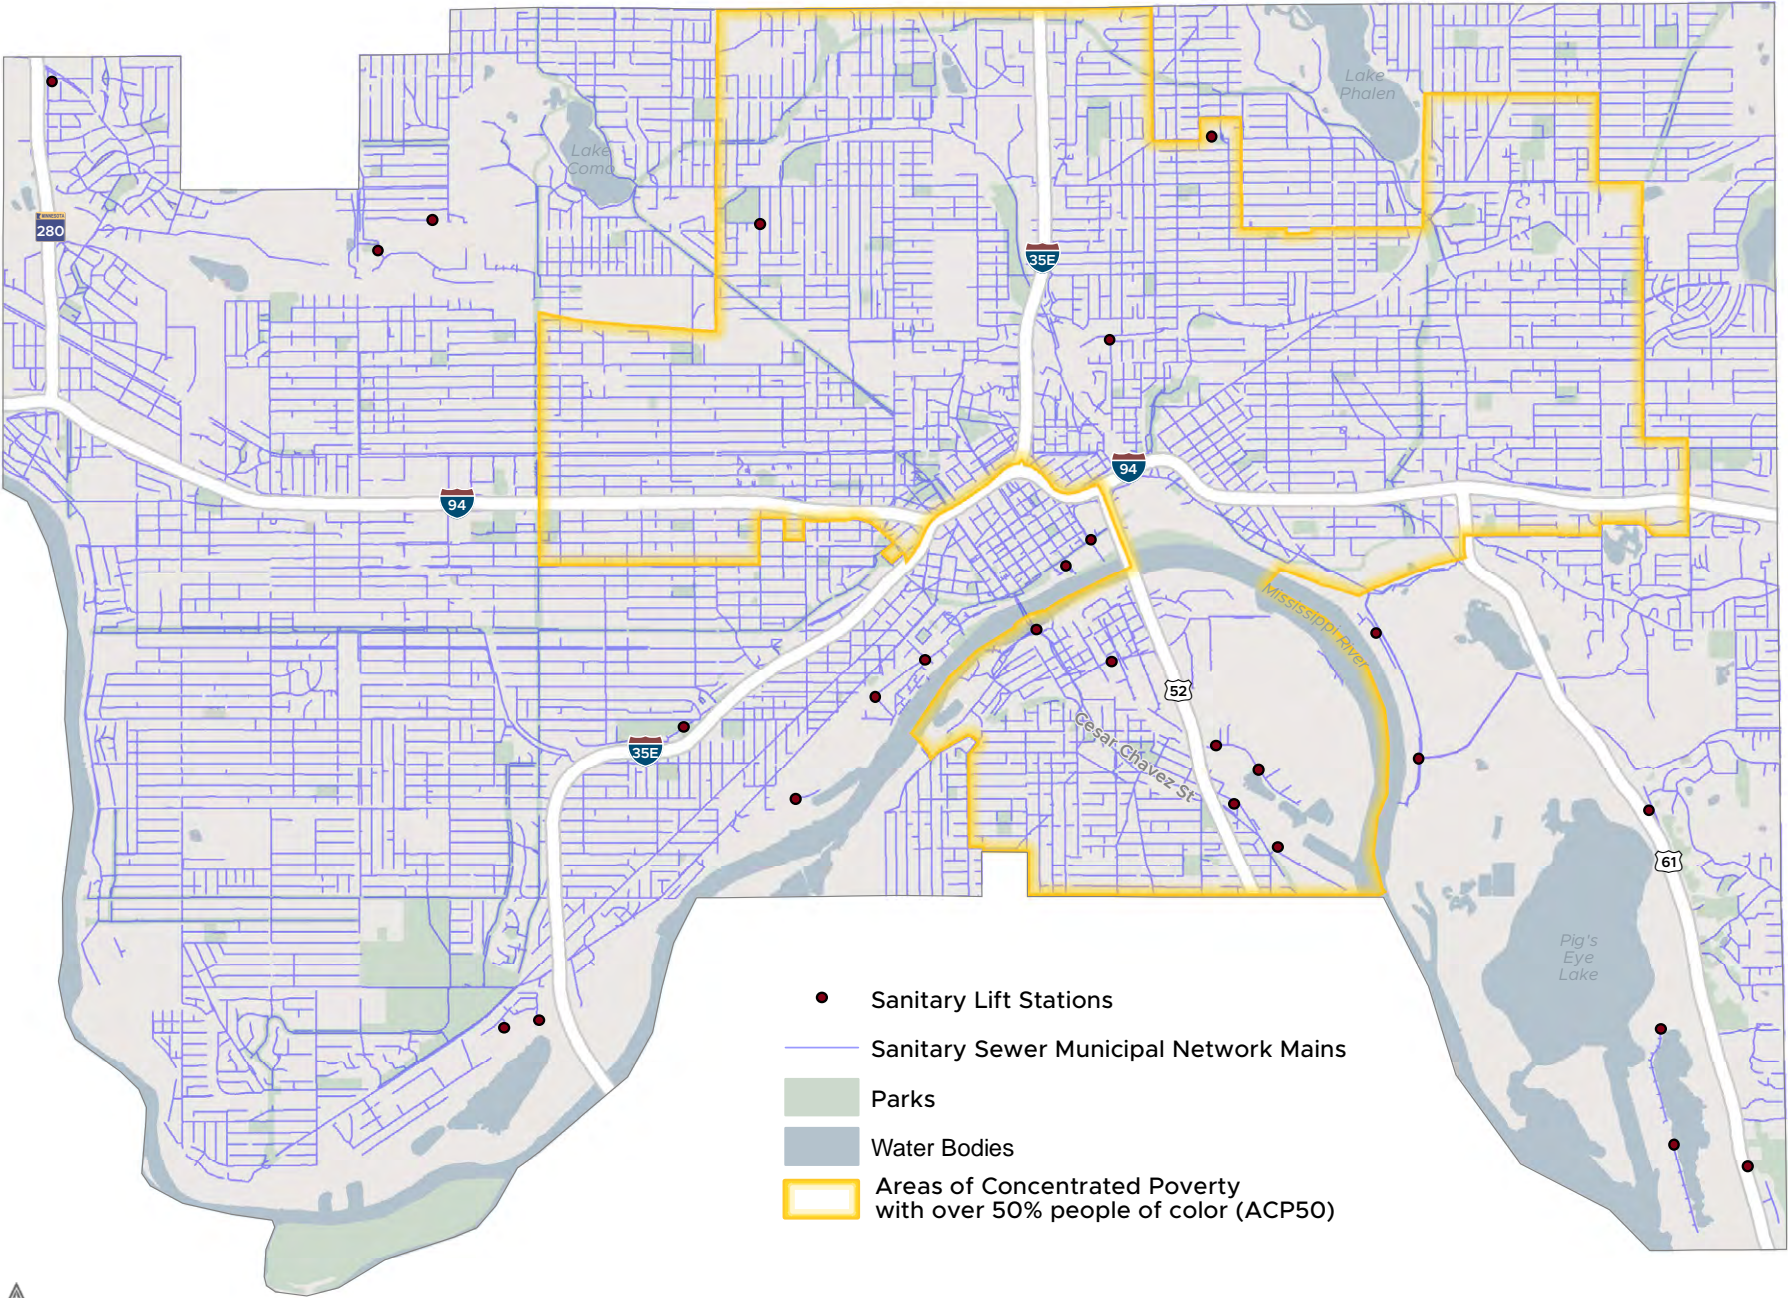 Lake
Phalen
Lake
Como
MINNESOTA
280
35E
94
94
Mississippi River
52
Cesar Chavez St
35E
61
Pig's
Eye
Lake
Sanitary Lift Stations
Sanitary Sewer Municipal Network Mains
Parks
Water Bodies
Areas of Concentrated Poverty
with over 50% people of color (ACP50)